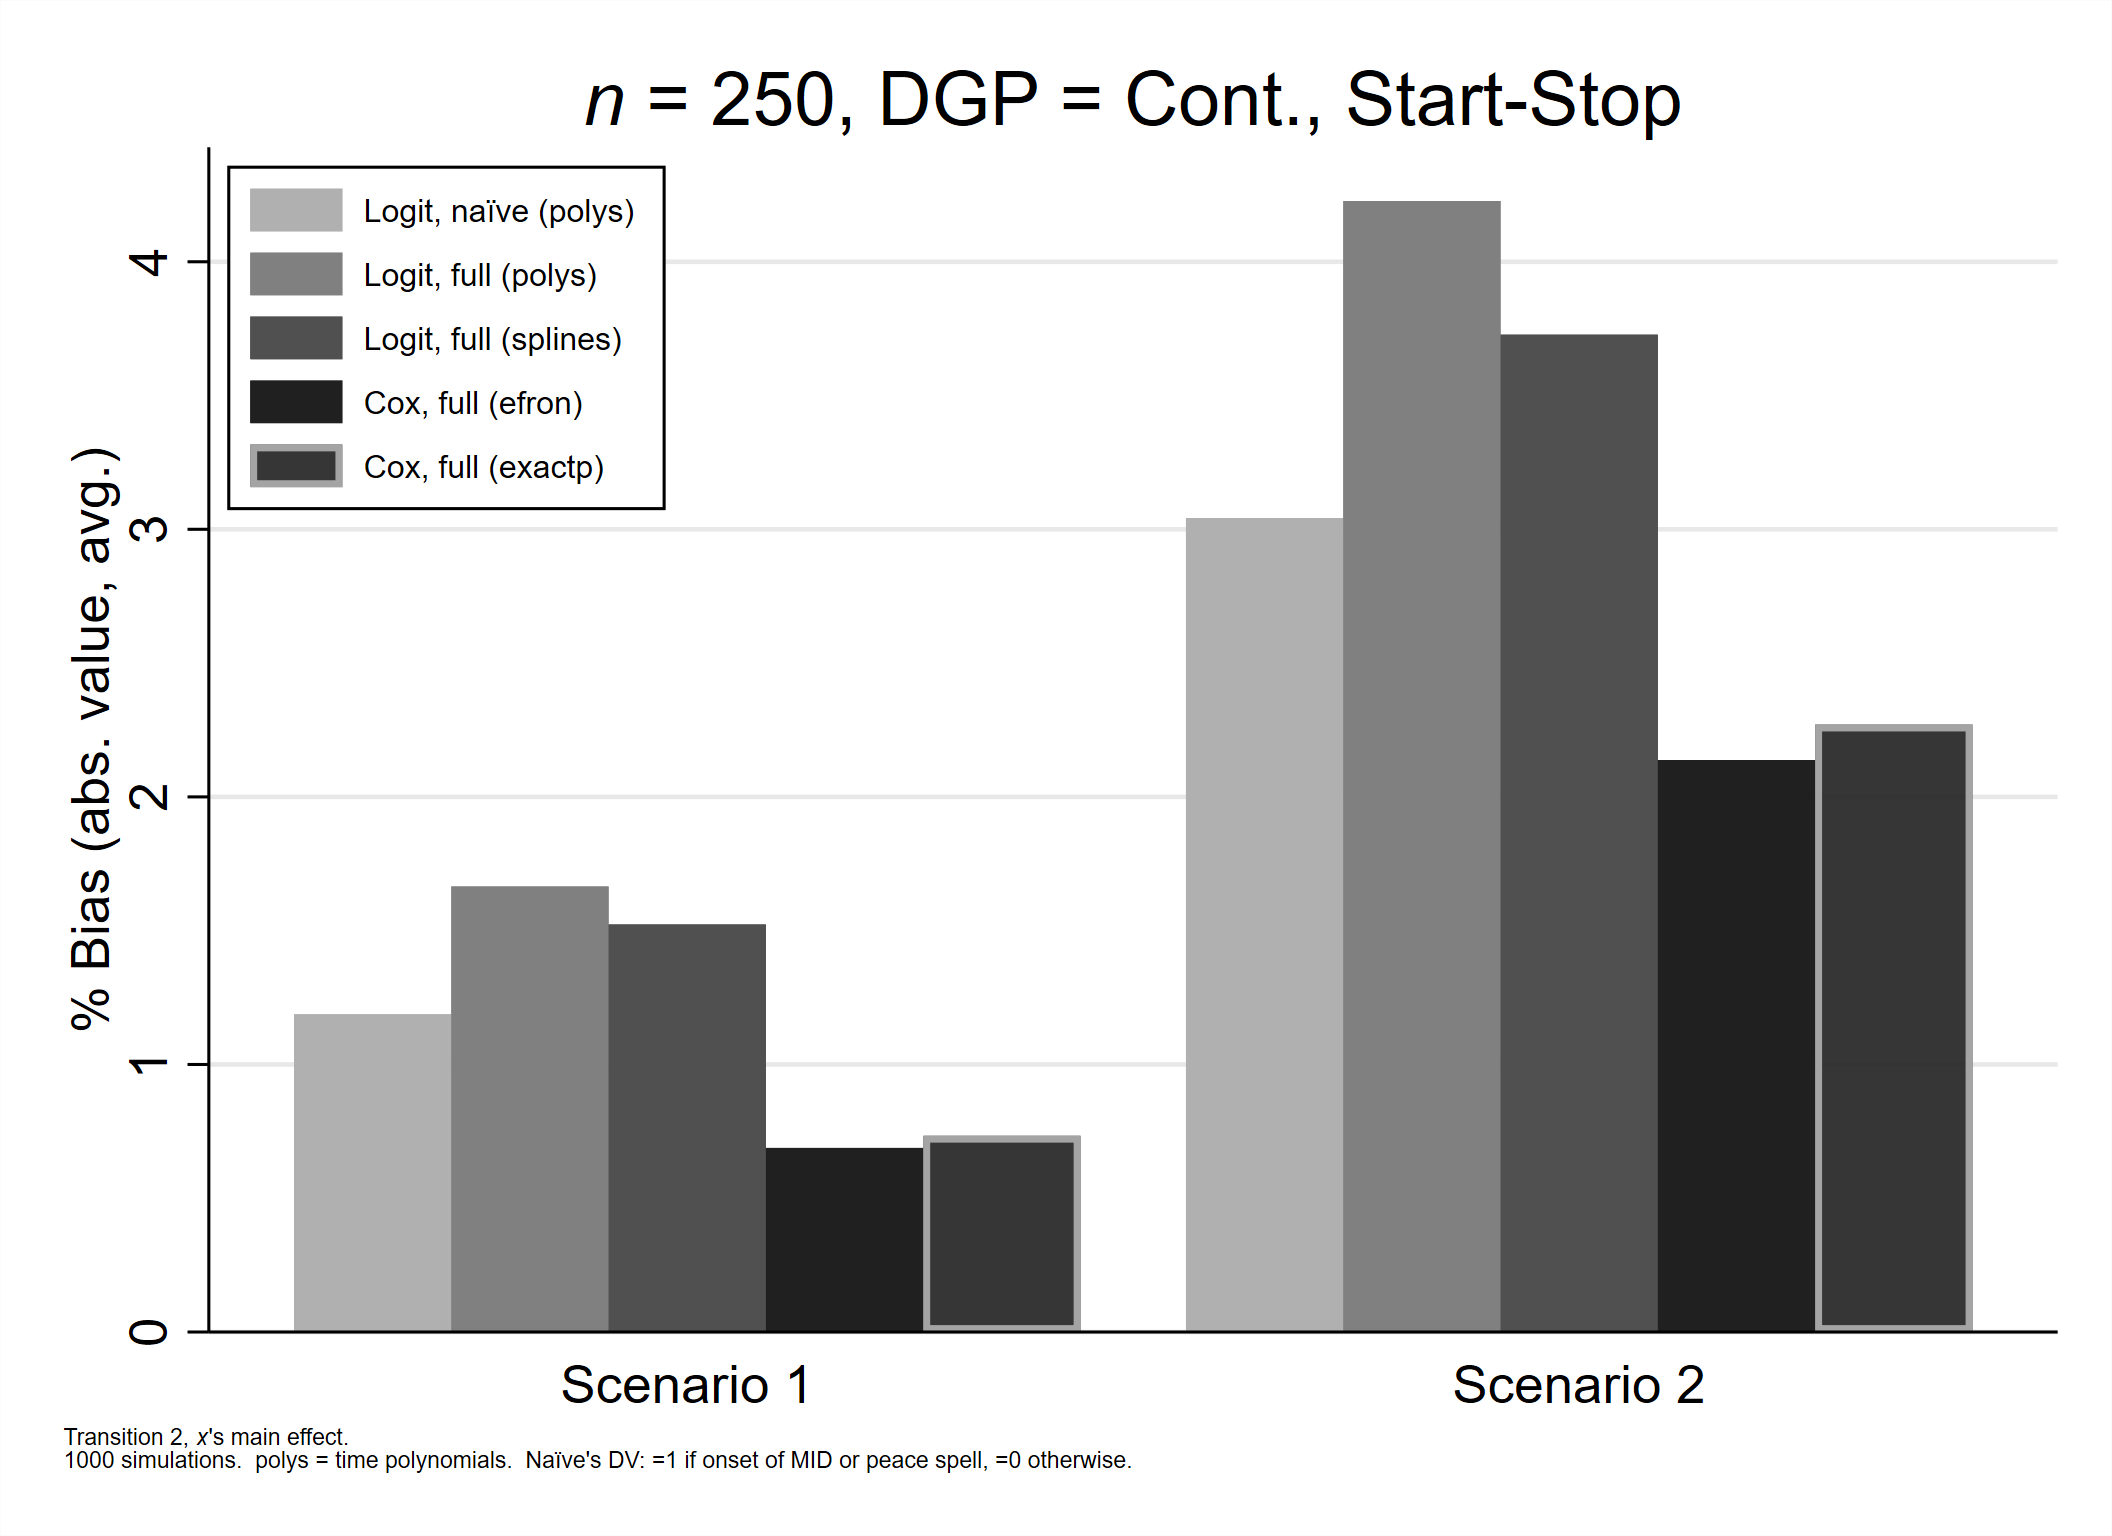 n = 250, DGP = Cont., Start-Stop
Logit, naïve (polys)
Logit, full (polys)
Logit, full (splines)
Cox, full (efron)
Cox, full (exactp)
% Bias (abs. value, avg.)
4
3
2
1
0
Scenario 1
Scenario 2
Transition 2, x's main effect.
1000 simulations.  polys = time polynomials.  Naïve's DV: =1 if onset of MID or peace spell, =0 otherwise.